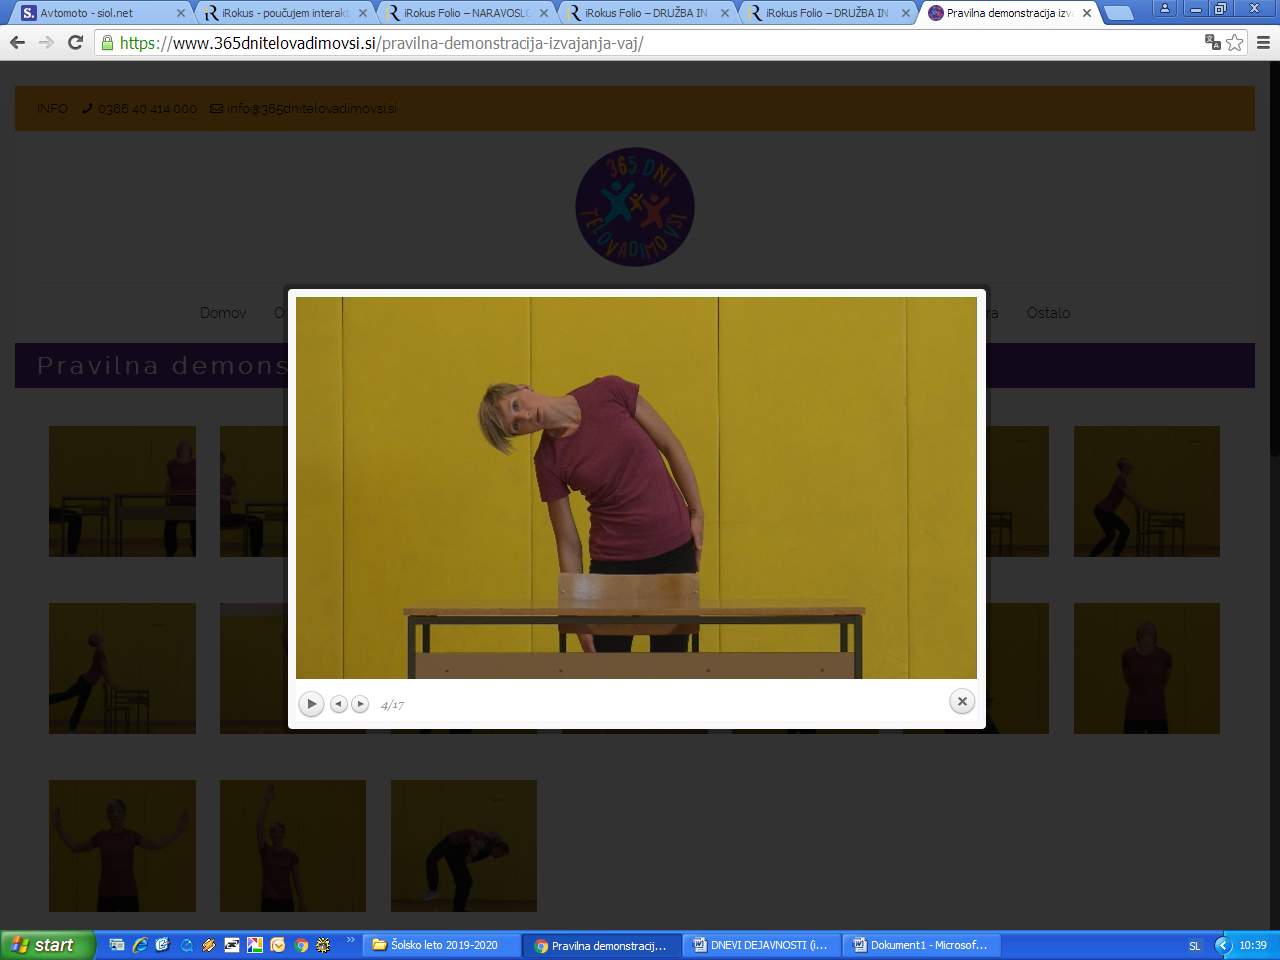 Avtomoto - siol.net
iRokus - poučujem interakt
iRokus Folio – NARAVOSLO
iRokus Folio – DRUŽBA IN
iRokus Folio – DRUŽBA IN
Pravilna demonstracija izva
https://www.365dnitelovadimovsi.si/pravilna-demonstracija-izvajanja-vaj/
INFO 0386 40 414 000 info@365dnitelovadimovsi.si
365 DNI
TELOVADIMO VSI
Domov
Ostalo
Pravilna demons
4/17
start
Šolsko leto 2019-2020
Pravilna demonstracij...
DNEVI DEJAVNOSTI (i...
Dokument1 - Microsof...
SL
10:39